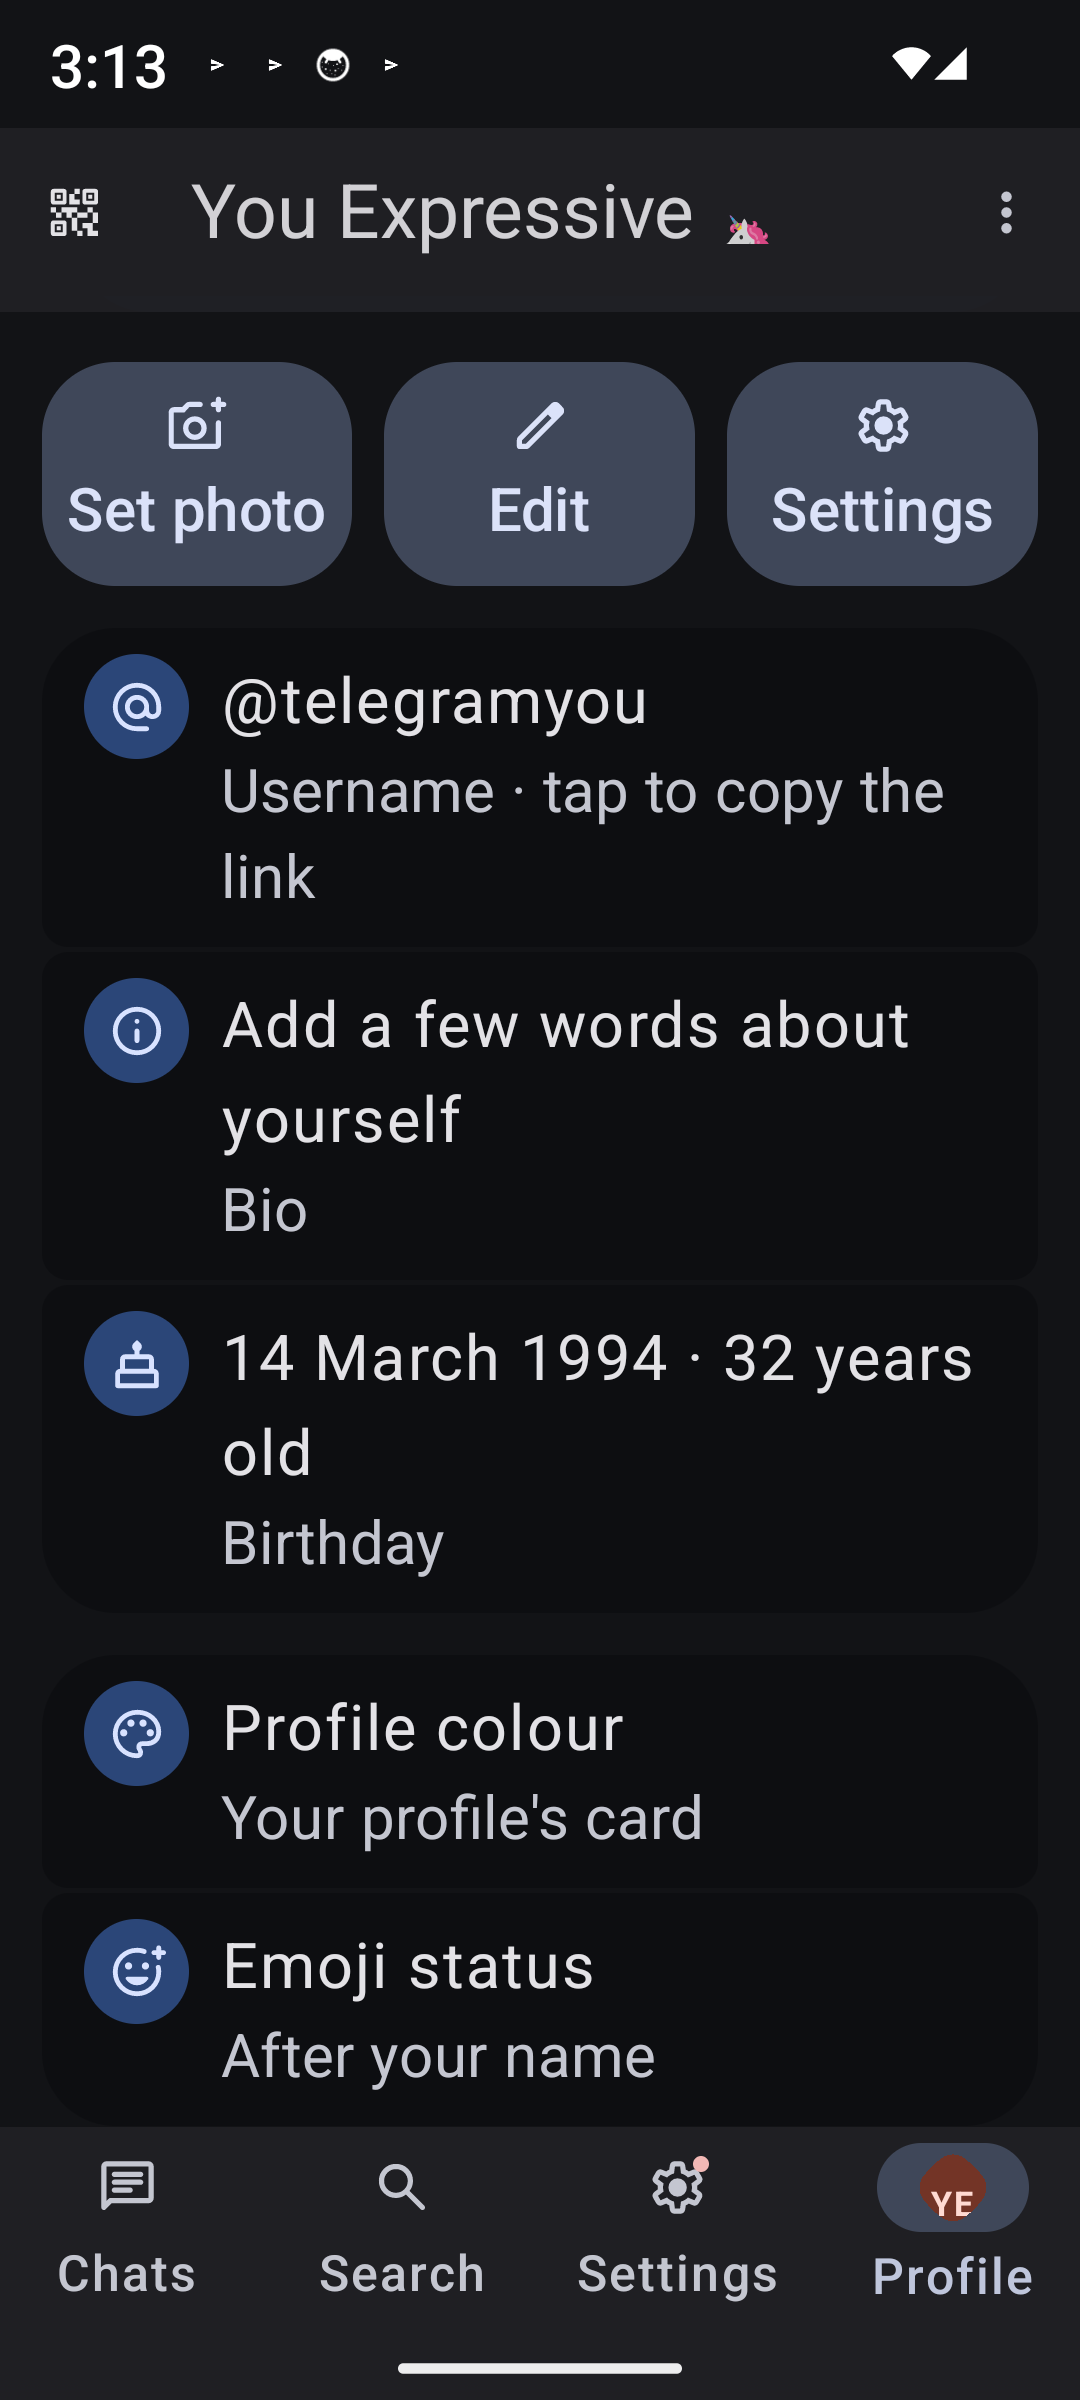 3:13
You Expressive
Set photo
Edit
Settings
@telegramyou
Username · tap to copy the
link
Add a few words about
yourself
Bio
14 March 1994 · 32 years
old
Birthday
Profile colour
Your profile's card
Emoji status
After your name
Chats
Search
Settings
YE
Profile